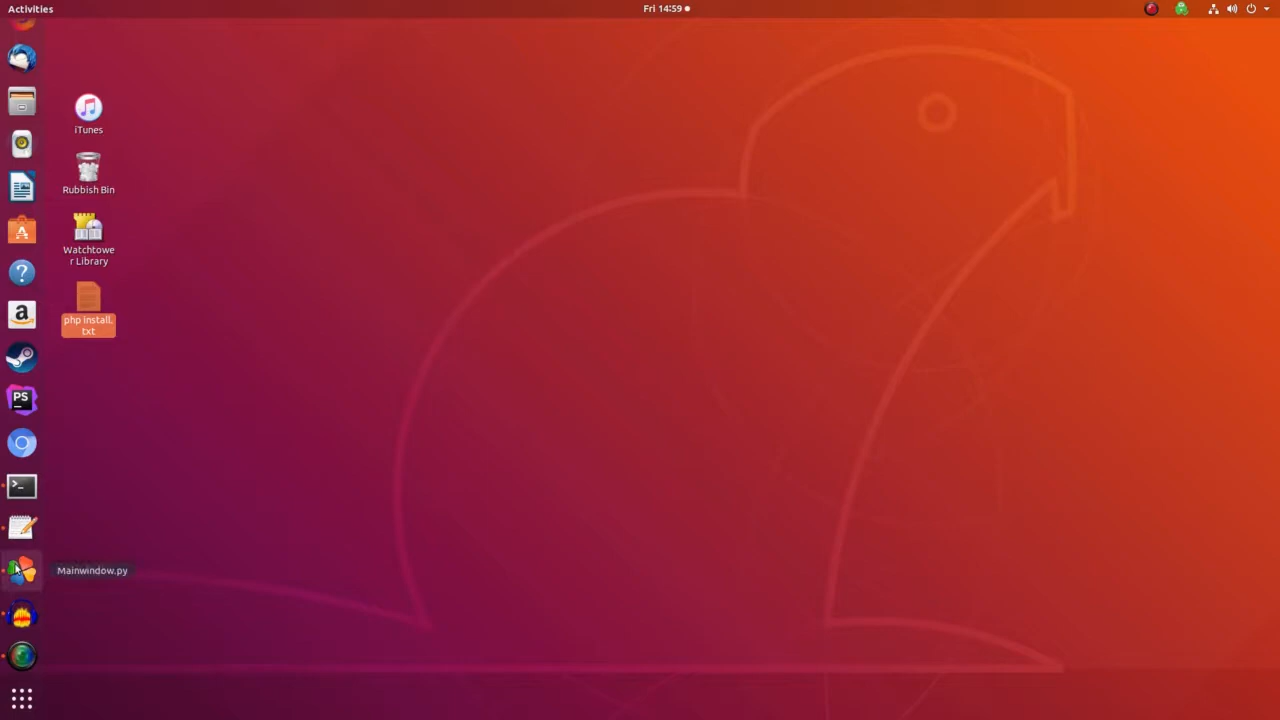 Activities
Fri 14:59
iTunes
Rubbish Bin
Watchtowe
r Library
php install.
txt
?
a
PS
>_
Mainwindow.py